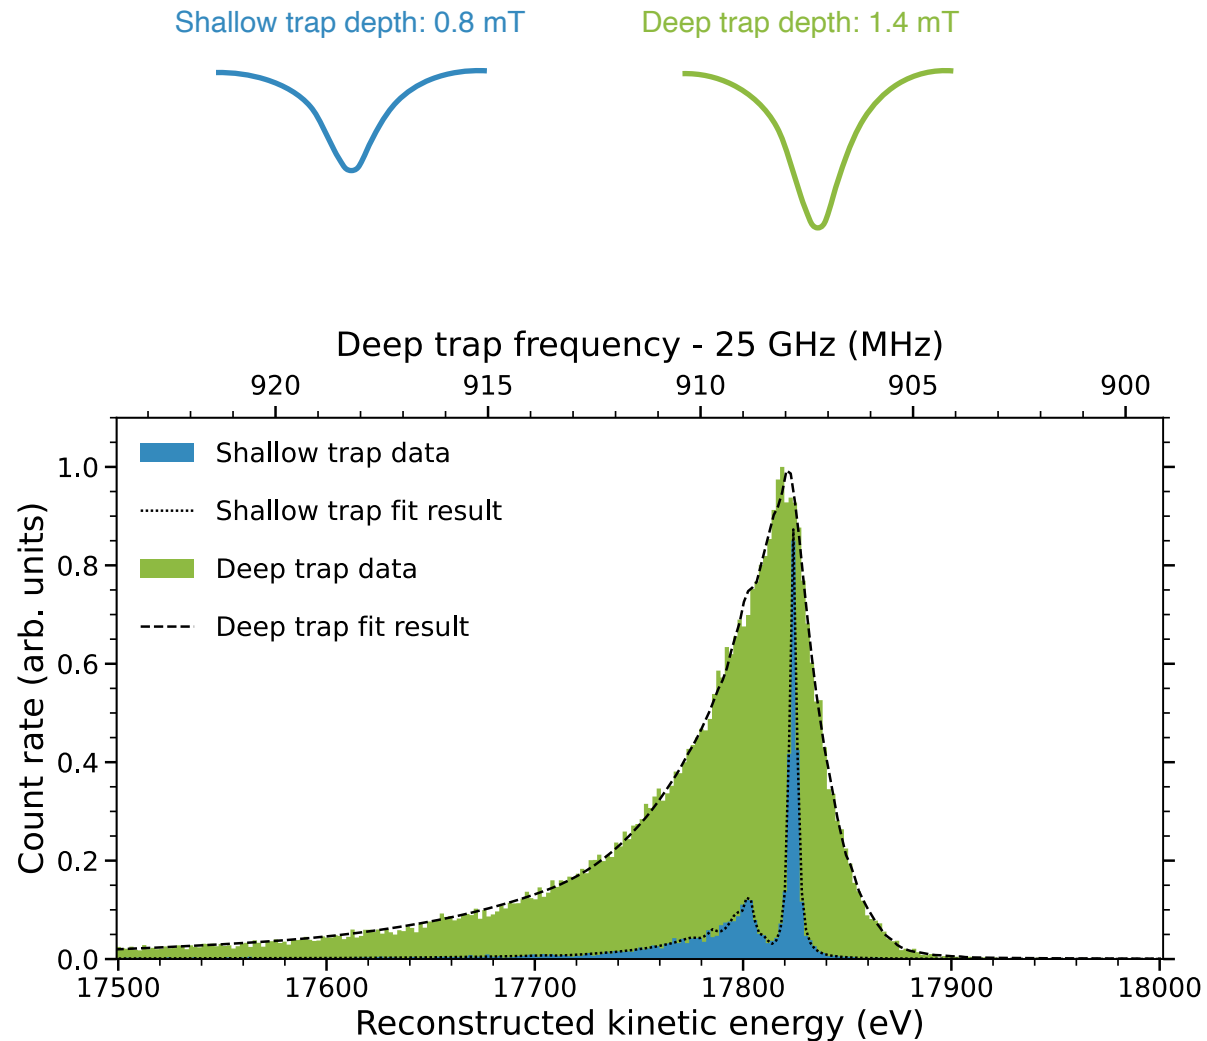 Shallow trap depth: 0.8 mT
Deep trap depth: 1.4 mT
Deep trap frequency - 25 GHz (MHz)
920 915 910 905 900
Shallow trap data
Shallow trap fit result
Deep trap data
Deep trap fit result
Count rate (arb. units)
1.0
0.8
0.6
0.4
0.2
0.0
17500 17600 17700 17800 17900 18000
Reconstructed kinetic energy (eV)